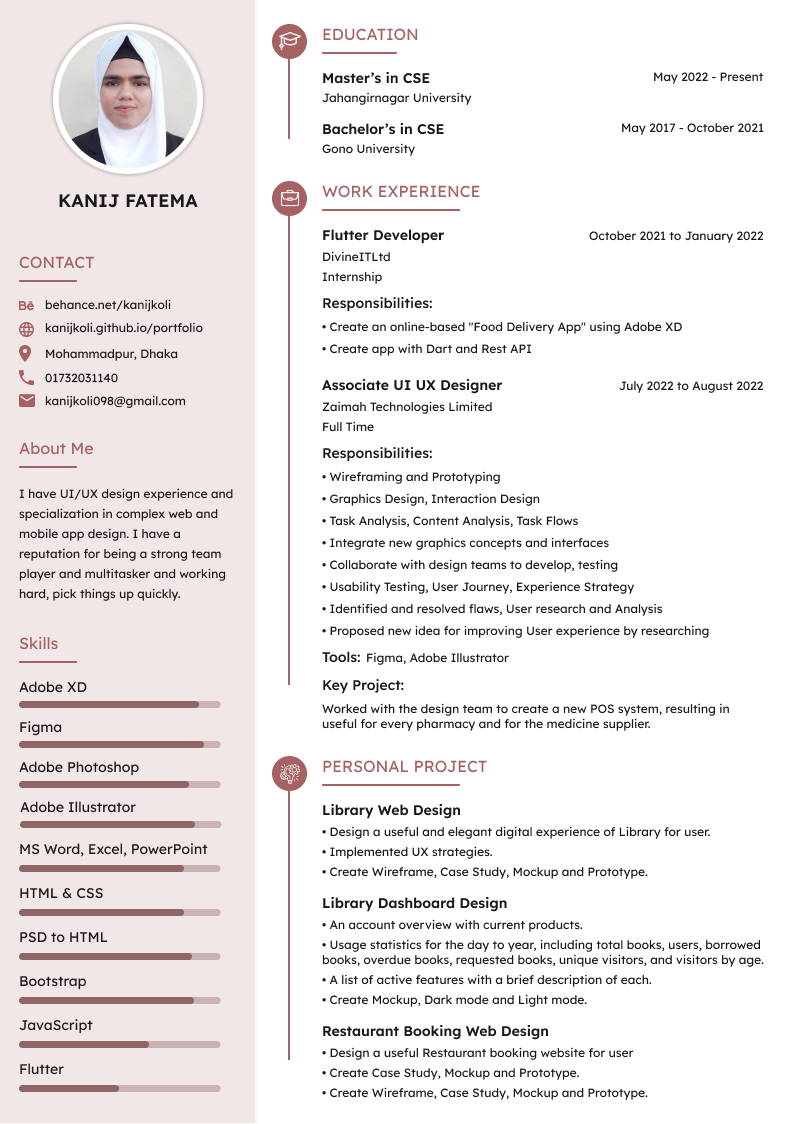 KANIJ FATEMA
CONTACT
behance.net/kanijkoli
kanijkoli.github.io/portfolio
Mohammadpur, Dhaka
01732031140
kanijkoli098@gmail.com
About Me
I have UI/UX design experience and
specialization in complex web and
mobile app design. I have a
reputation for being a strong team
player and multitasker and working
hard, pick things up quickly.
Skills
Adobe XD
Figma
Adobe Photoshop
Adobe Illustrator
MS Word, Excel, PowerPoint
HTML & CSS
PSD to HTML
Bootstrap
JavaScript
Flutter
EDUCATION
Master's in CSE May 2022 - Present
Jahangirnagar University
Bachelor's in CSE May 2017 - October 2021
Gono University
WORK EXPERIENCE
Flutter Developer October 2021 to January 2022
DivineITLtd
Internship
Responsibilities:
• Create an online-based "Food Delivery App" using Adobe XD
• Create app with Dart and Rest API
Associate UI UX Designer July 2022 to August 2022
Zaimah Technologies Limited
Full Time
Responsibilities:
• Wireframing and Prototyping
• Graphics Design, Interaction Design
• Task Analysis, Content Analysis, Task Flows
• Integrate new graphics concepts and interfaces
• Collaborate with design teams to develop, testing
• Usability Testing, User Journey, Experience Strategy
• Identified and resolved flaws, User research and Analysis
• Proposed new idea for improving User experience by researching
Tools: Figma, Adobe Illustrator
Key Project:
Worked with the design team to create a new POS system, resulting in
useful for every pharmacy and for the medicine supplier.
PERSONAL PROJECT
Library Web Design
• Design a useful and elegant digital experience of Library for user.
• Implemented UX strategies.
• Create Wireframe, Case Study, Mockup and Prototype.
Library Dashboard Design
• An account overview with current products.
• Usage statistics for the day to year, including total books, users, borrowed
books, overdue books, requested books, unique visitors, and visitors by age.
• A list of active features with a brief description of each.
• Create Mockup, Dark mode and Light mode.
Restaurant Booking Web Design
• Design a useful Restaurant booking website for user
• Create Case Study, Mockup and Prototype.
• Create Wireframe, Case Study, Mockup and Prototype.